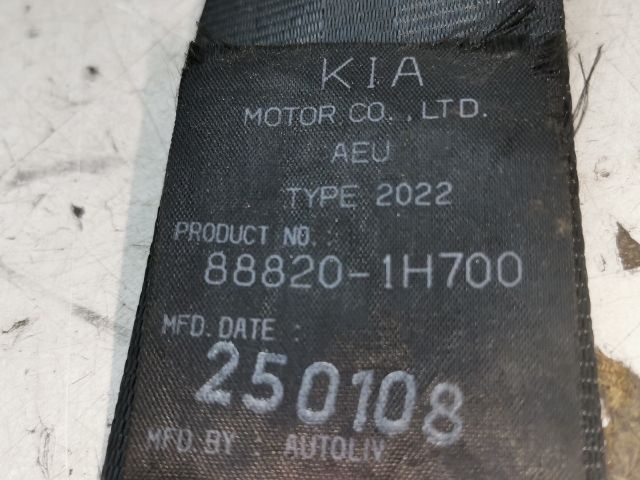 KIA
MOTOR CO.,LTD.
AEU
TYPE 2022
PRODUCT NO.:
88820-1H700
MFD. DATE :
250108
MFD. BY : AUTOLIV